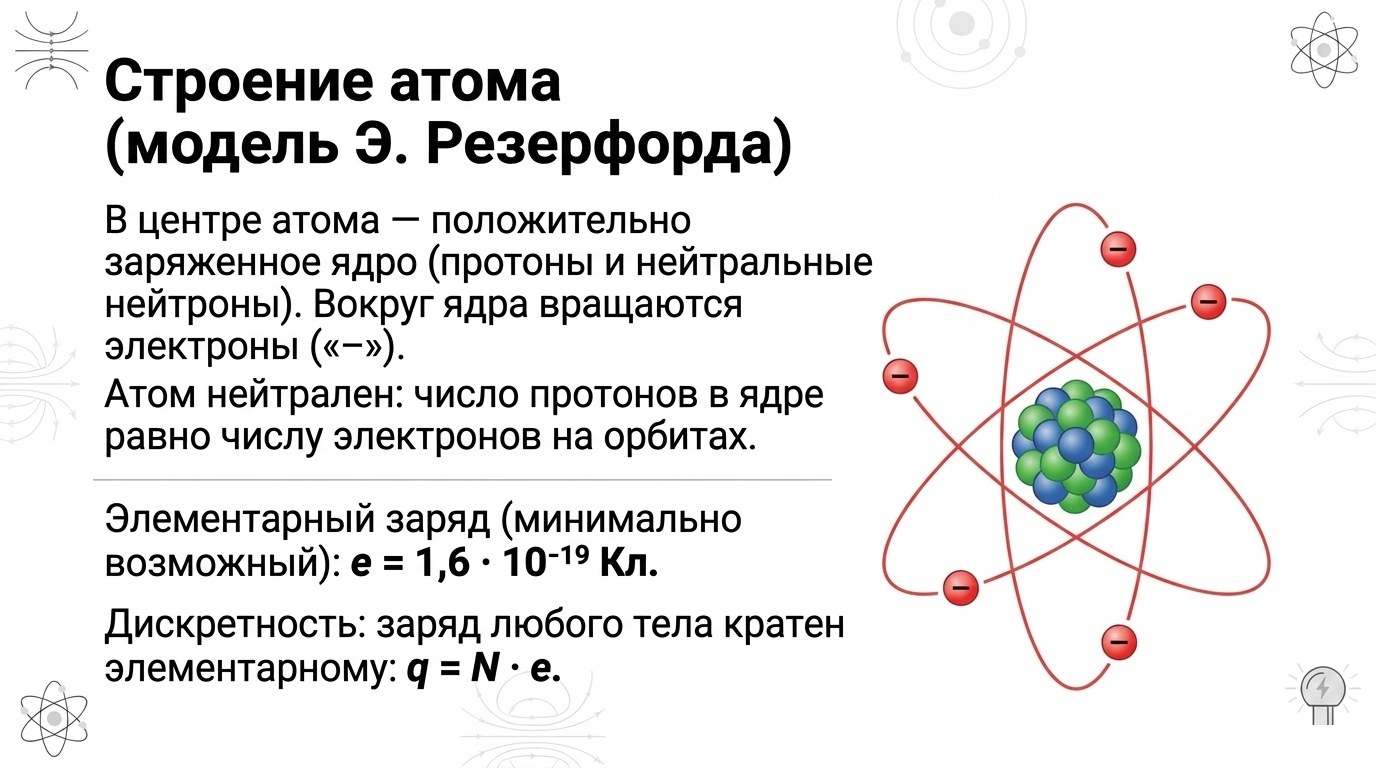 Строение атома
(модель Э. Резерфорда)
В центре атома — положительно
заряженное ядро (протоны и нейтральные
нейтроны). Вокруг ядра вращаются
электроны («–»).
Атом нейтрален: число протонов в ядре
равно числу электронов на орбитах.
Элементарный заряд (минимально
возможный): e = 1,6 · 10⁻¹⁹ Кл.
Дискретность: заряд любого тела кратен
элементарному: q = N · e.